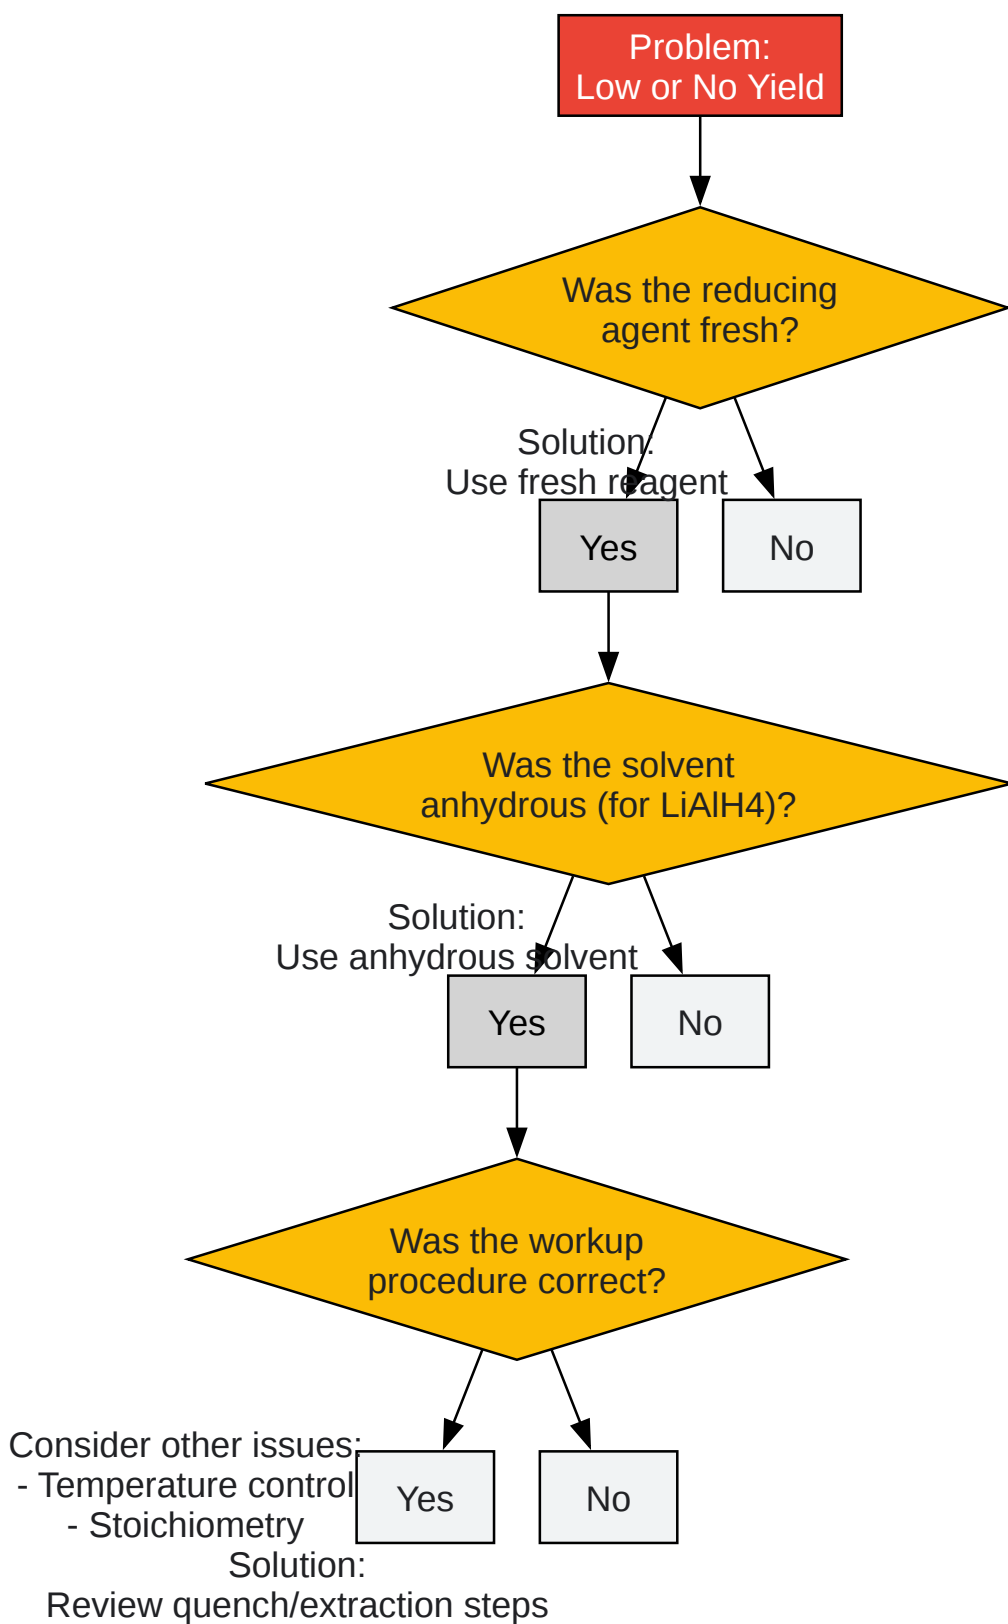 Problem:
Low or No Yield
Was the reducing
agent fresh?
Solution:
Use fresh reagent
Yes
No
Was the solvent
anhydrous (for LiAlH4)?
Solution:
Use anhydrous solvent
Yes
No
Was the workup
procedure correct?
Consider other issues:
- Temperature control
- Stoichiometry
Yes
No
Solution:
Review quench/extraction steps